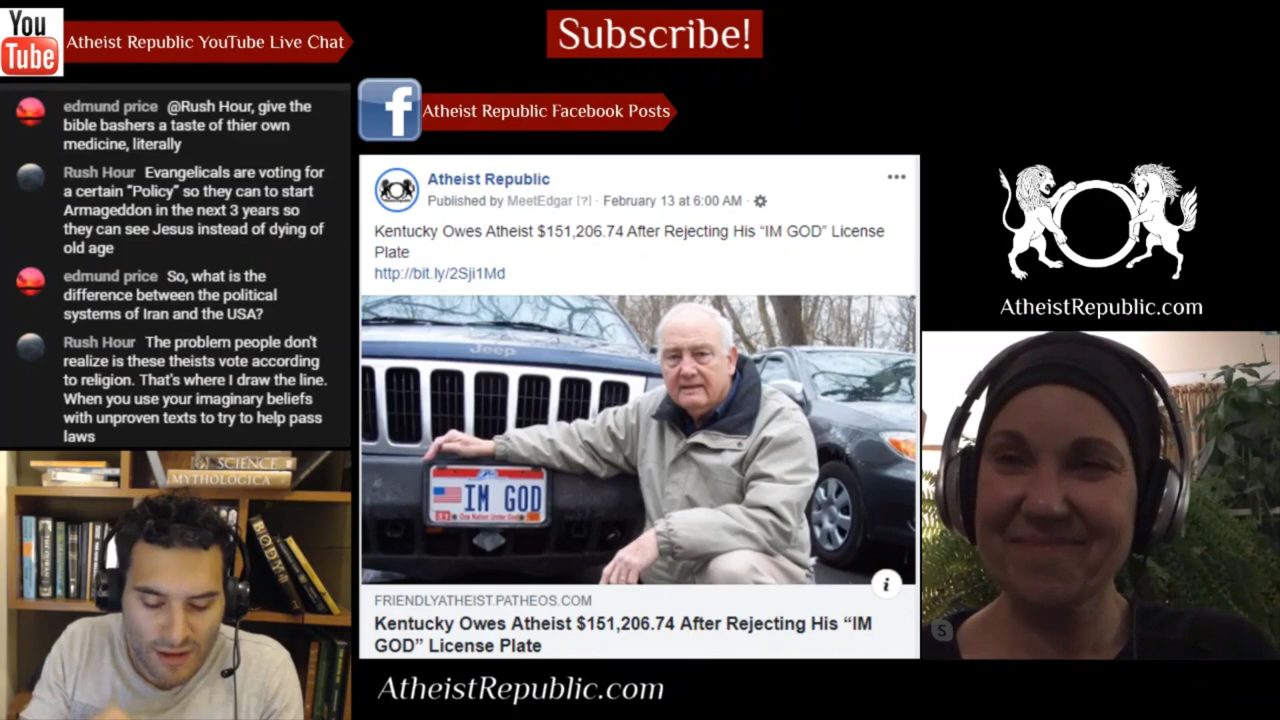 You
Tube
Atheist Republic YouTube Live Chat
Subscribe!
edmund price @Rush Hour, give the
bible bashers a taste of thier own
medicine, literally
Rush Hour Evangelicals are voting for
a certain “Policy” so they can to start
Armageddon in the next 3 years so
they can see Jesus instead of dying of
old age
edmund price So, what is the
difference between the political
systems of Iran and the USA?
Rush Hour The problem people don't
realize is these theists vote according
to religion. That's where I draw the line.
When you use your imaginary beliefs
with unproven texts to try to help pass
laws
f
Atheist Republic Facebook Posts
Atheist Republic
Published by MeetEdgar [?] · February 13 at 6:00 AM ·
Kentucky Owes Atheist $151,206.74 After Rejecting His “IM GOD” License
Plate
http://bit.ly/2Sji1Md
Jeep
IM GOD
One Nation Under God
i
FRIENDLYATHEIST.PATHEOS.COM
Kentucky Owes Atheist $151,206.74 After Rejecting His “IM
GOD” License Plate
AtheistRepublic.com
AtheistRepublic.com
S
SCIENCE
MYTHOLOGICA
BODY